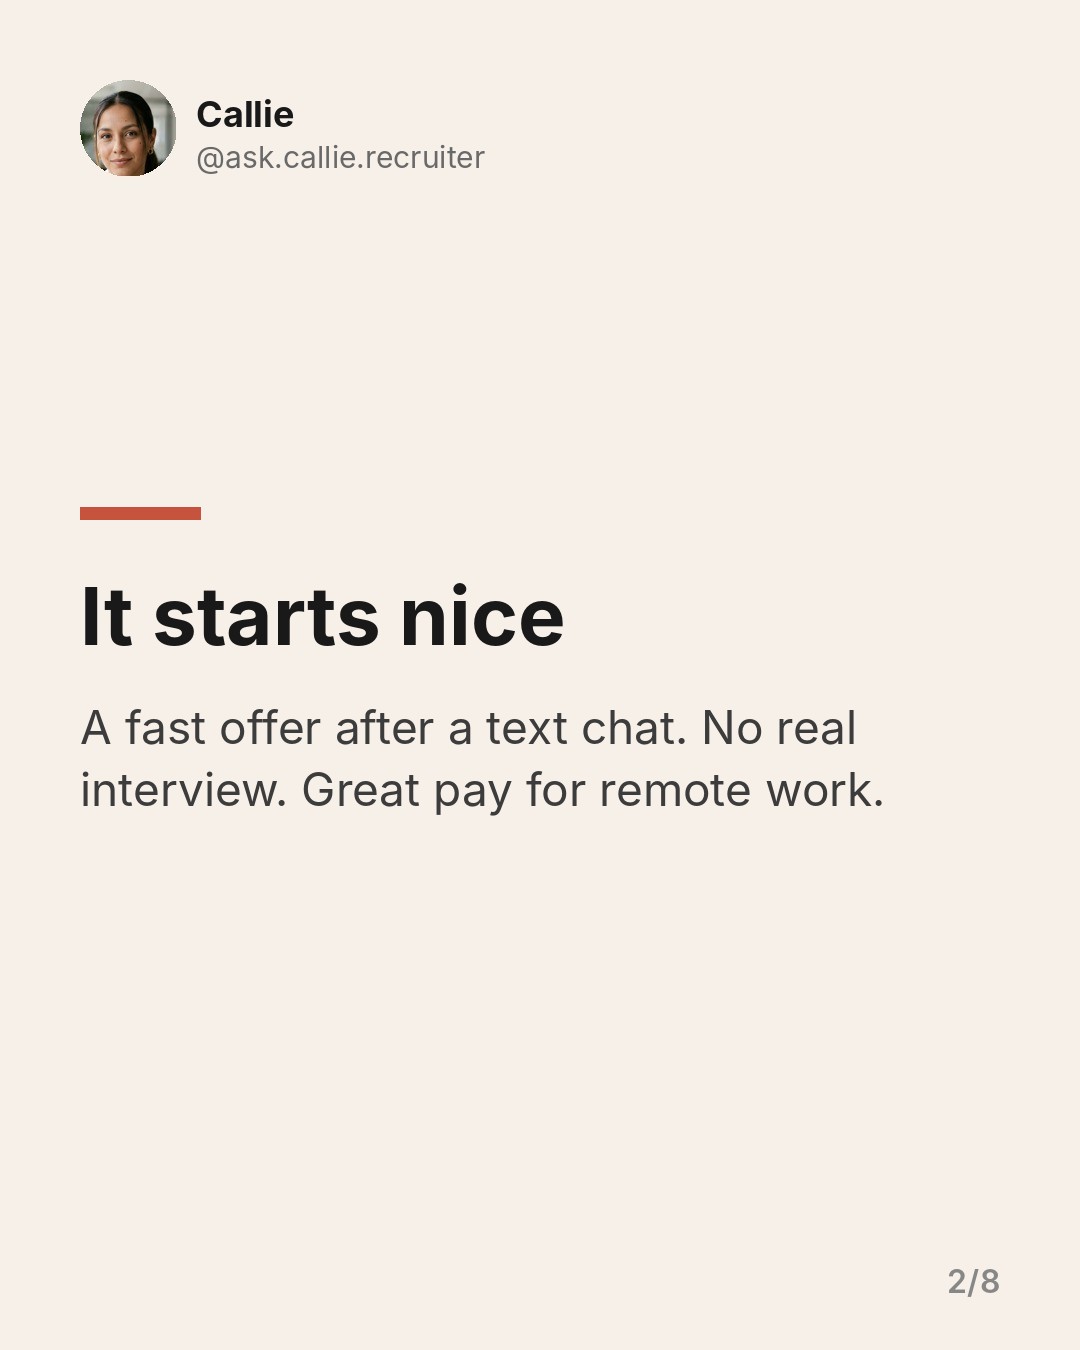 Callie
@ask.callie.recruiter
It starts nice
A fast offer after a text chat. No real
interview. Great pay for remote work.
2/8